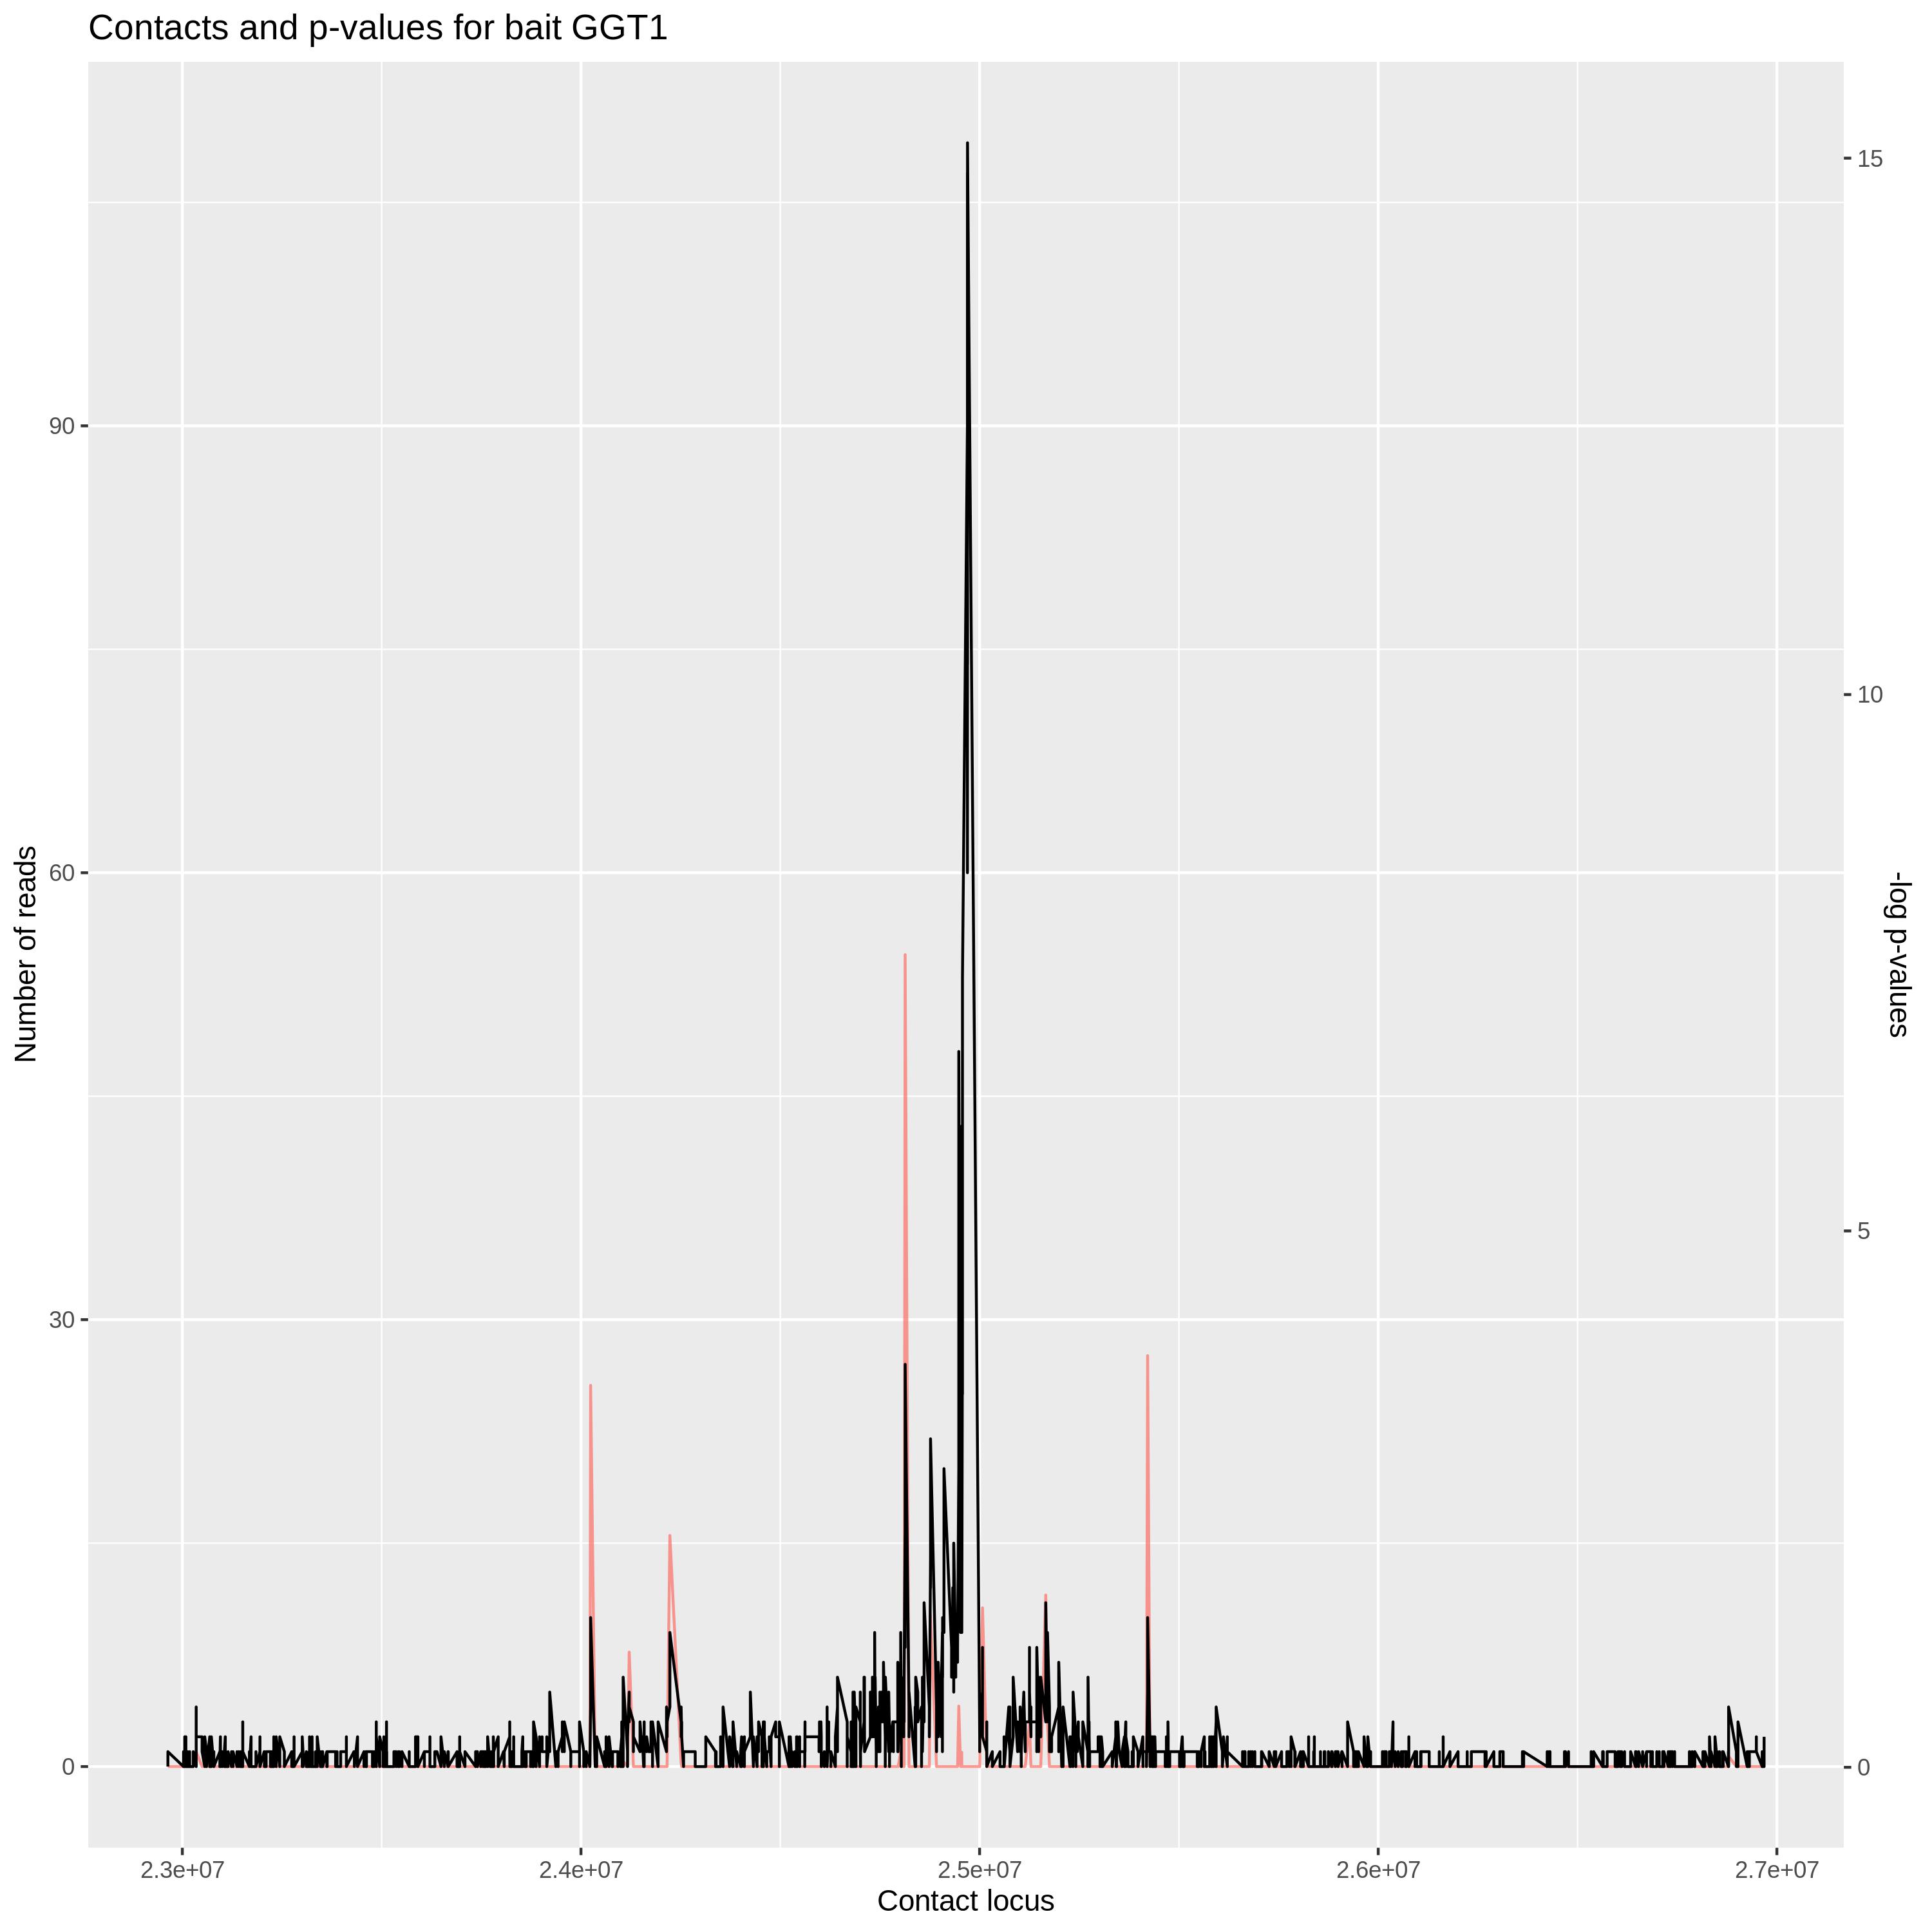 Contacts and p-values for bait GGT1
15
90
10
60
Number of reads
-log p-values
5
30
0
0
2.3e+07 2.4e+07 2.5e+07 2.6e+07 2.7e+07
Contact locus